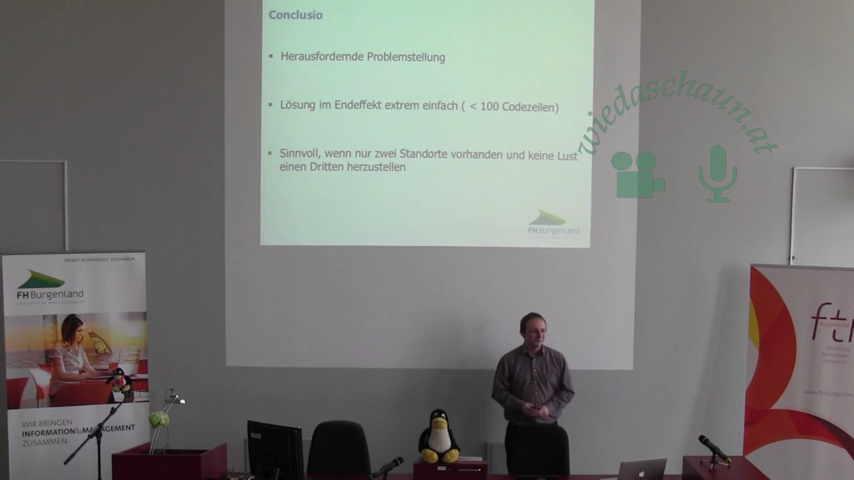 Conclusio
▪ Herausfordernde Problemstellung
▪ Lösung im Endeffekt extrem einfach ( < 100 Codezeilen)
▪ Sinnvoll, wenn nur zwei Standorte vorhanden und keine Lust
einen Dritten herzustellen
FH Burgenland
wiedaschaun.at
FH Burgenland
WIR BRINGEN
INFORMATION & MANAGEMENT
ZUSAMMEN.